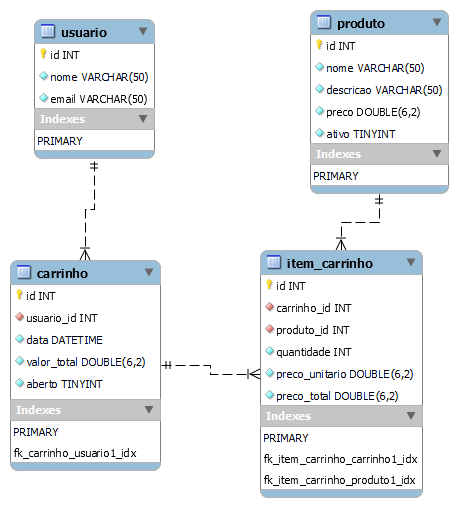 usuario
id INT
nome VARCHAR(50)
email VARCHAR(50)
Indexes
PRIMARY
produto
id INT
nome VARCHAR(50)
descricao VARCHAR(50)
preco DOUBLE(6,2)
ativo TINYINT
Indexes
PRIMARY
carrinho
id INT
usuario_id INT
data DATETIME
valor_total DOUBLE(6,2)
aberto TINYINT
Indexes
PRIMARY
fk_carrinho_usuario1_idx
item_carrinho
id INT
carrinho_id INT
produto_id INT
quantidade INT
preco_unitario DOUBLE(6,2)
preco_total DOUBLE(6,2)
Indexes
PRIMARY
fk_item_carrinho_carrinho1_idx
fk_item_carrinho_produto1_idx